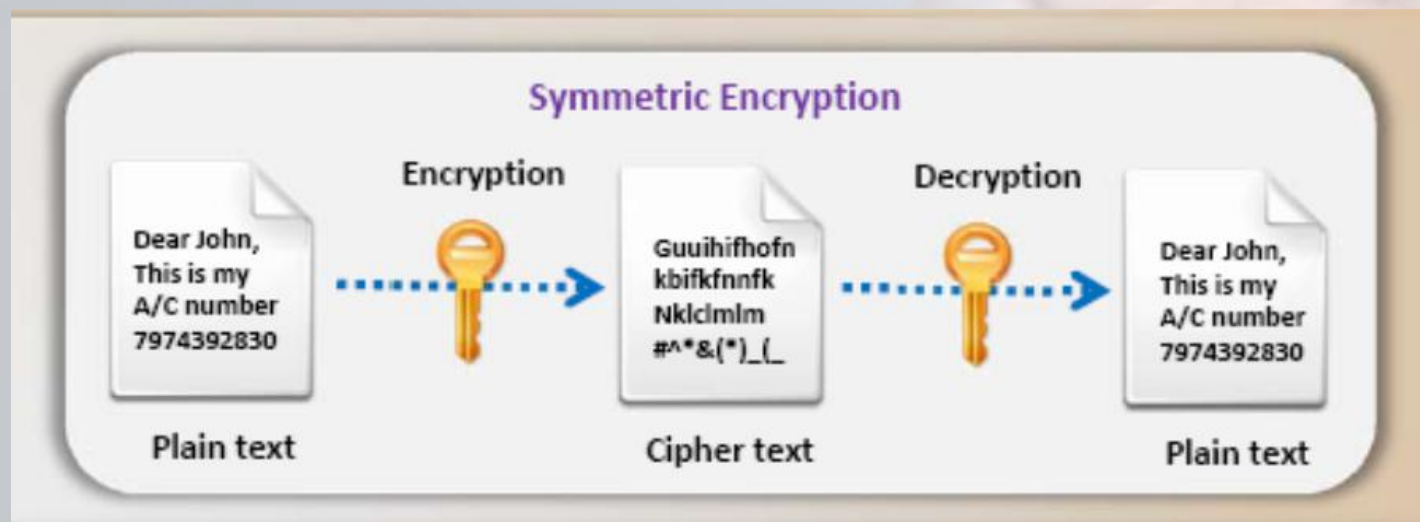 Symmetric Encryption
Encryption
Decryption
Dear John,
This is my
A/C number
7974392830
Guuihifhofn
kbifkfnnfk
Nklclmlm
#^*&(*)_(_
Dear John,
This is my
A/C number
7974392830
Plain text
Cipher text
Plain text